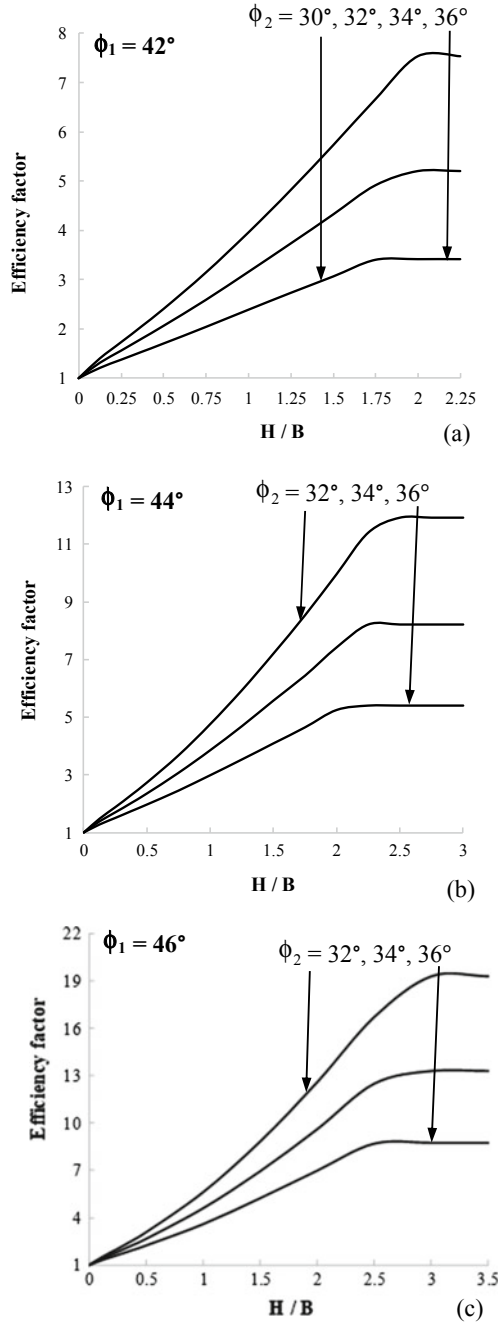 ϕ₂ = 30°, 32°, 34°, 36°
ϕ₁ = 42°
8
7
6
5
4
3
2
1
Efficiency factor
0 0.25 0.5 0.75 1 1.25 1.5 1.75 2 2.25
H / B
(a)
ϕ₁ = 44°
ϕ₂ = 32°, 34°, 36°
13
11
9
7
5
3
1
Efficiency factor
0 0.5 1 1.5 2 2.5 3
H / B
(b)
ϕ₁ = 46°
ϕ₂ = 32°, 34°, 36°
22
19
16
13
10
7
4
1
Efficiency factor
0 0.5 1 1.5 2 2.5 3 3.5
H / B
(c)